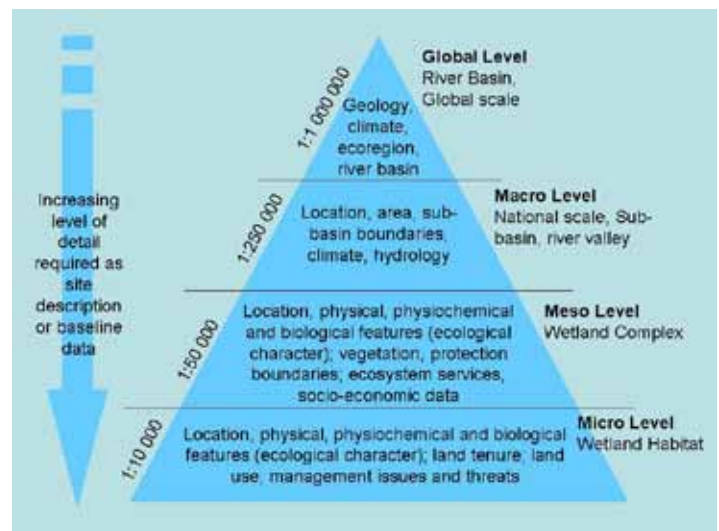 Global Level
River Basin,
Global scale
1:1 000 000
Geology,
climate,
ecoregion,
river basin
Macro Level
National scale, Sub-
basin, river valley
1:250 000
Location, area, sub-
basin boundaries,
climate, hydrology
Increasing
level of
detail
required as
site
description
or baseline
data
Meso Level
Wetland Complex
1:50 000
Location, physical, physiochemical
and biological features (ecological
character); vegetation, protection
boundaries; ecosystem services,
socio-economic data
Micro Level
Wetland Habitat
1:10 000
Location, physical, physiochemical and biological
features (ecological character); land tenure; land
use, management issues and threats